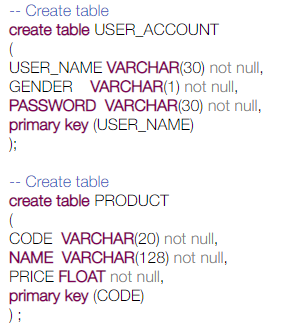 -- Create table
create table USER_ACCOUNT
(
USER_NAME VARCHAR(30) not null,
GENDER VARCHAR(1) not null,
PASSWORD VARCHAR(30) not null,
primary key (USER_NAME)
);
-- Create table
create table PRODUCT
(
CODE VARCHAR(20) not null,
NAME VARCHAR(128) not null,
PRICE FLOAT not null,
primary key (CODE)
) ;